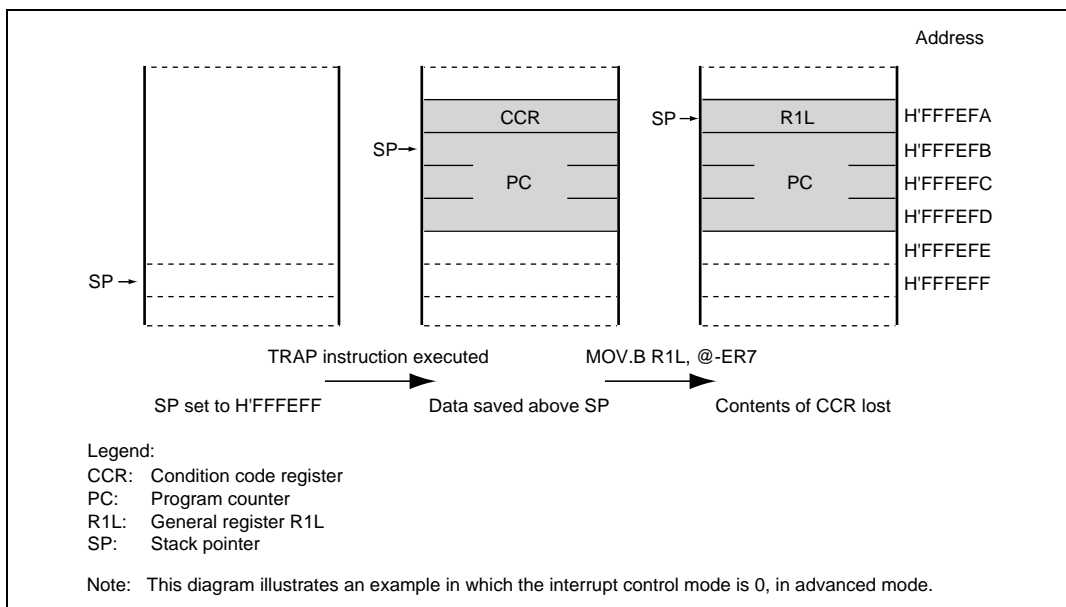 Address
CCR
SP
R1L
H'FFFEFA
SP
H'FFFEFB
PC
PC
H'FFFEFC
H'FFFEFD
H'FFFEFE
SP
H'FFFEFF
TRAP instruction executed
MOV.B R1L, @-ER7
SP set to H'FFFEFF
Data saved above SP
Contents of CCR lost
Legend:
CCR: Condition code register
PC: Program counter
R1L: General register R1L
SP: Stack pointer
Note: This diagram illustrates an example in which the interrupt control mode is 0, in advanced mode.